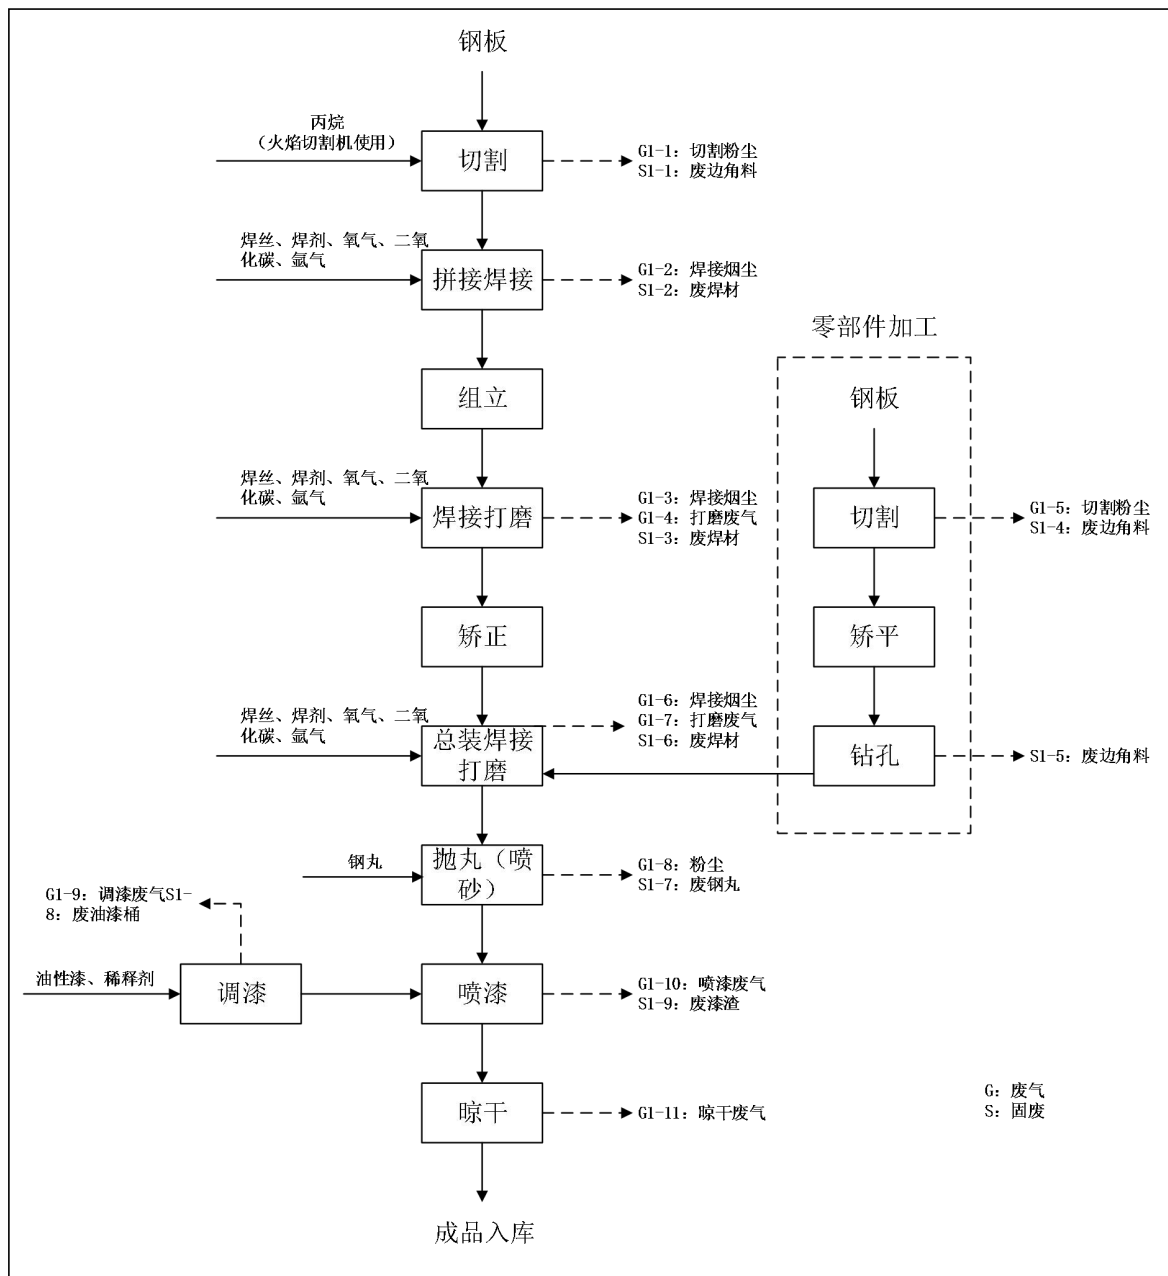 钢板
丙烷
（火焰切割机使用）
切割
G1-1：切割粉尘
S1-1：废边角料
焊丝、焊剂、氧气、二氧
化碳、氩气
拼接焊接
G1-2：焊接烟尘
S1-2：废焊材
组立
焊丝、焊剂、氧气、二氧
化碳、氩气
焊接打磨
G1-3：焊接烟尘
G1-4：打磨废气
S1-3：废焊材
矫正
零部件加工
钢板
切割
G1-5：切割粉尘
S1-4：废边角料
矫平
钻孔
S1-5：废边角料
焊丝、焊剂、氧气、二氧
化碳、氩气
总装焊接
打磨
G1-6：焊接烟尘
G1-7：打磨废气
S1-6：废焊材
钢丸
抛丸（喷
砂）
G1-8：粉尘
S1-7：废钢丸
G1-9：调漆废气S1-
8：废油漆桶
油性漆、稀释剂
调漆
喷漆
G1-10：喷漆废气
S1-9：废漆渣
晾干
G1-11：晾干废气
成品入库
G：废气
S：固废